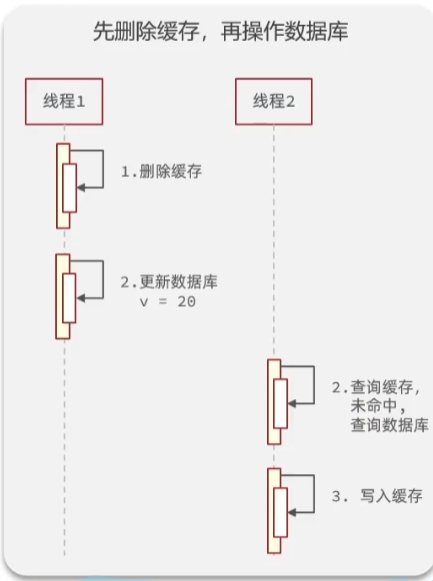 先删除缓存，再操作数据库
线程1
线程2
1.删除缓存
2.更新数据库
v = 20
2.查询缓存，
未命中，
查询数据库
3. 写入缓存